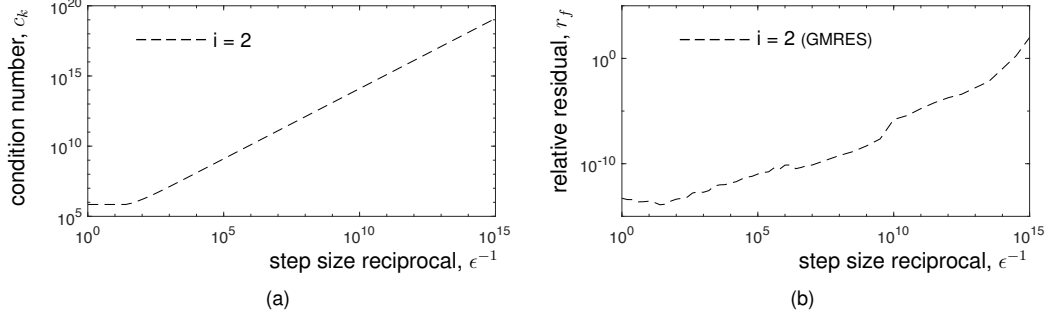 condition number, c_k
10^20
10^15
10^10
10^5
i = 2
10^0
10^5
10^10
10^15
step size reciprocal, ϵ^−1
(a)
relative residual, r_f
10^0
10^−10
i = 2 (GMRES)
10^0
10^5
10^10
10^15
step size reciprocal, ϵ^−1
(b)